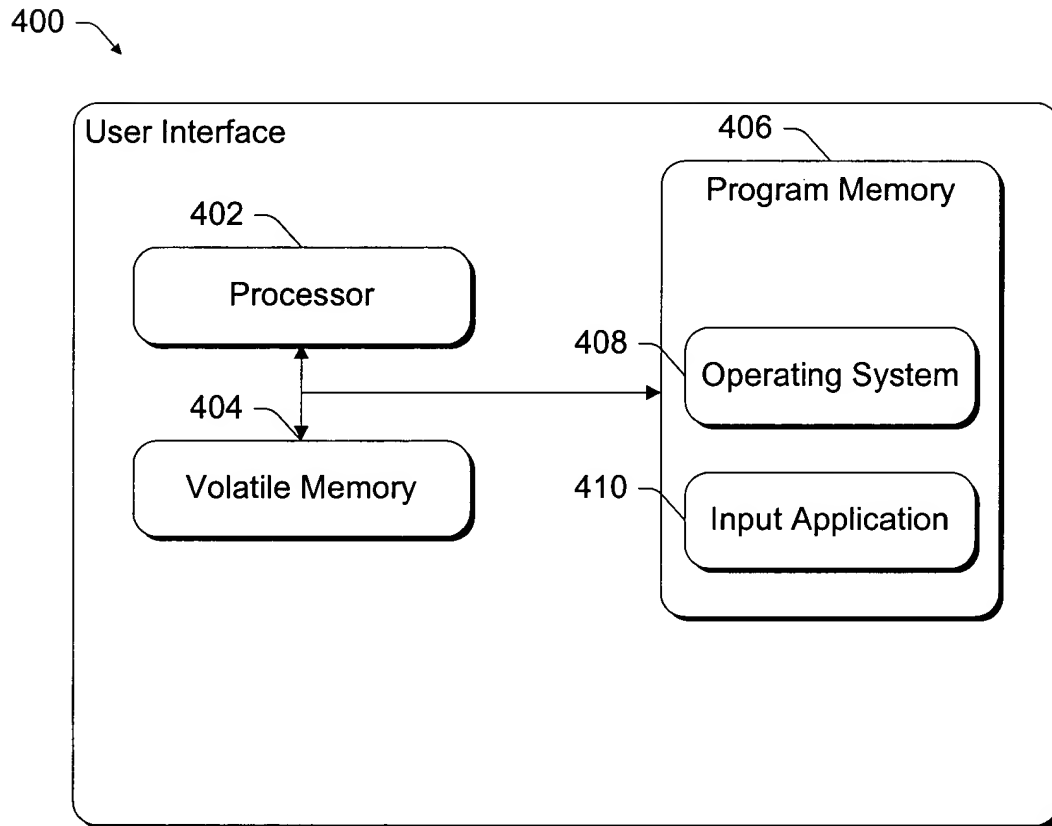 400
User Interface
406
Program Memory
402
Processor
408
Operating System
404
Volatile Memory
410
Input Application